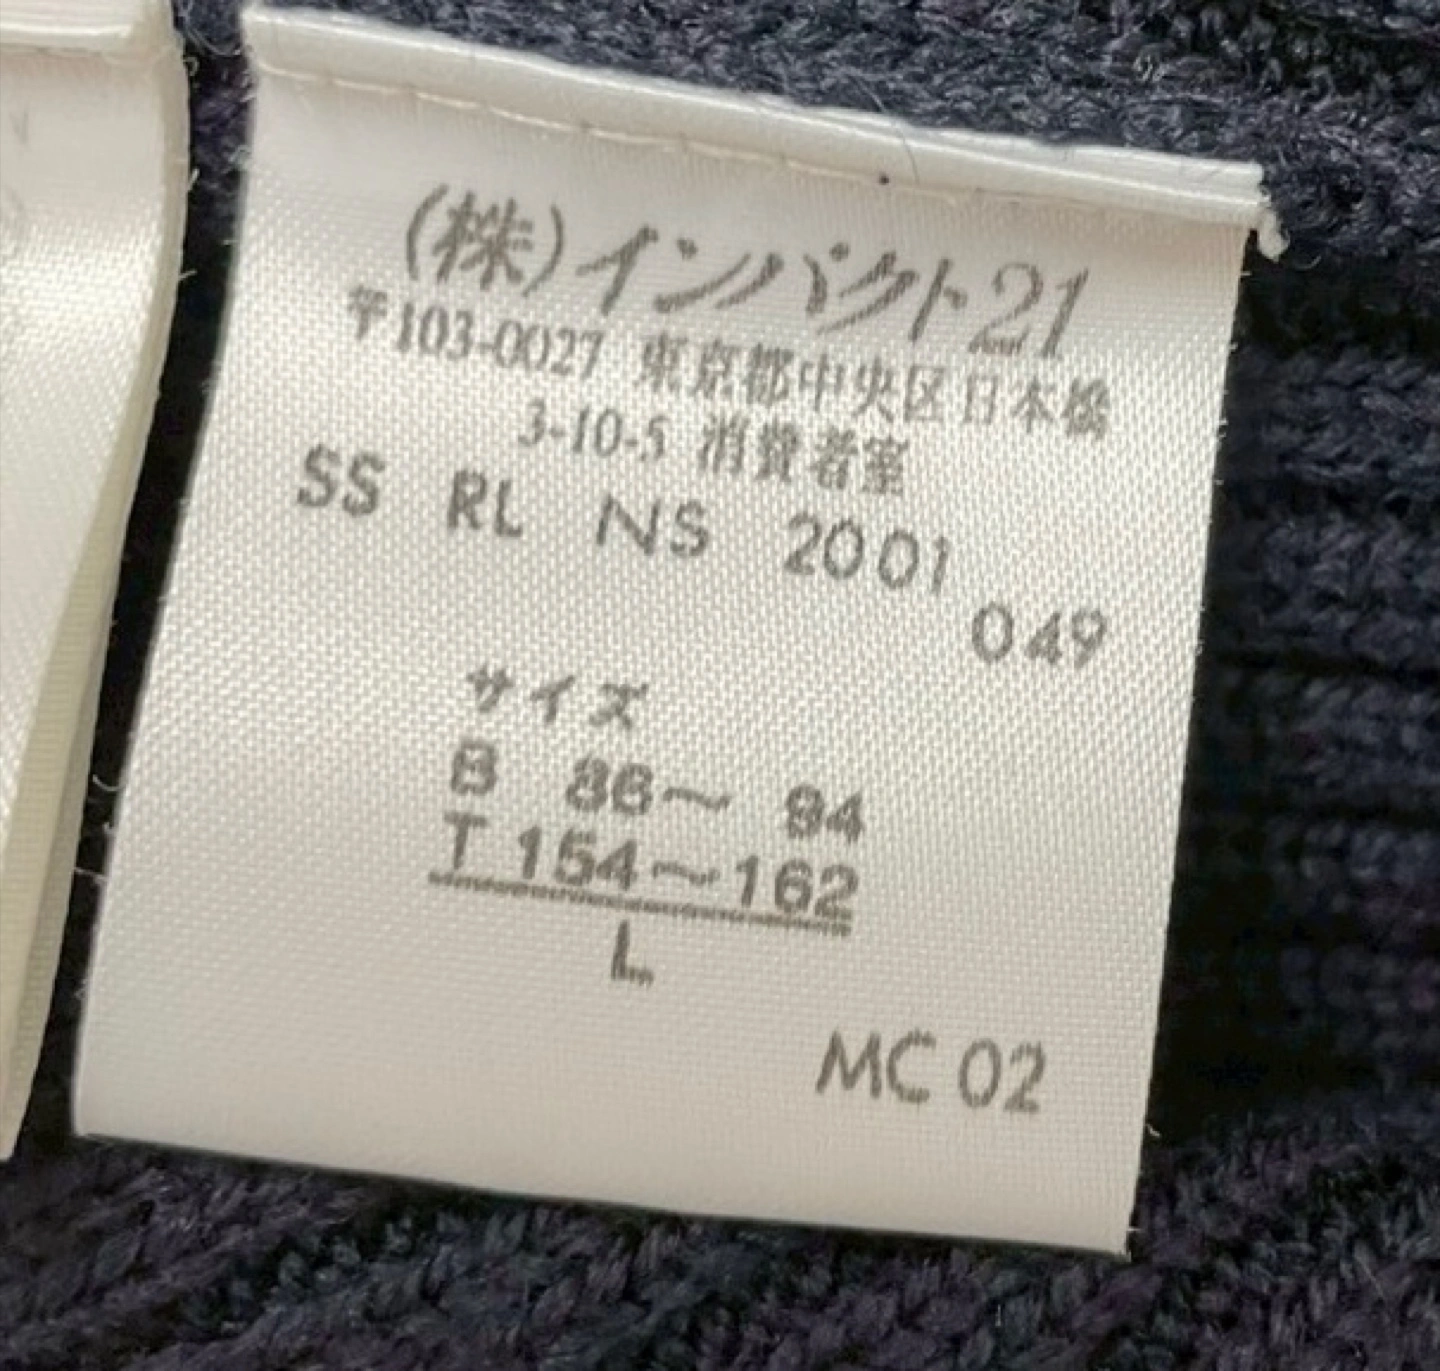 (株)インパクト21
〒103-0027 東京都中央区日本橋
3-10-5 消費者室
SS RL NS 2001
049
サイズ
B 86～ 94
T 154～162
L
MC 02